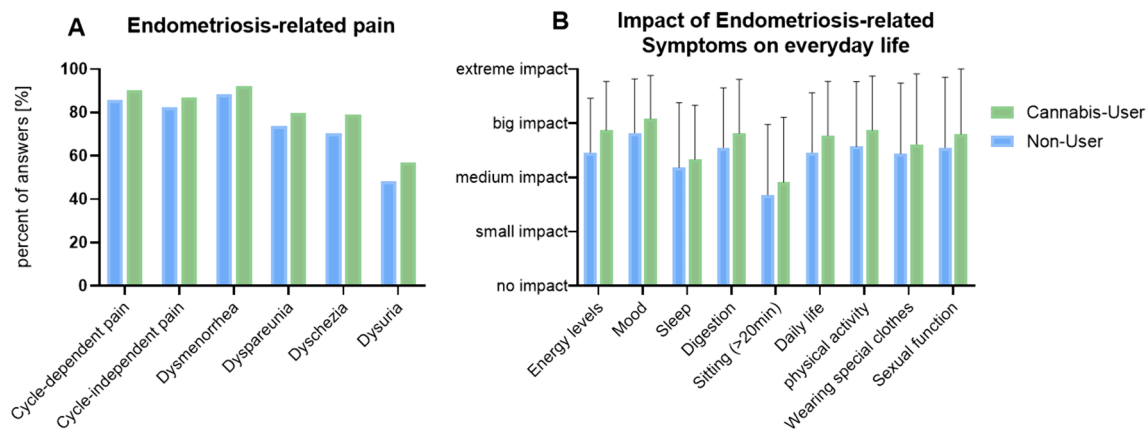 A Endometriosis-related pain
percent of answers [%]
100
80
60
40
20
0
Cycle-dependent pain
Cycle-independent pain
Dysmenorrhea
Dyspareunia
Dyschezia
Dysuria
B Impact of Endometriosis-related
Symptoms on everyday life
extreme impact
big impact
medium impact
small impact
no impact
Energy levels
Mood
Sleep
Digestion
Sitting (>20min)
Daily life
physical activity
Wearing special clothes
Sexual function
Cannabis-User
Non-User